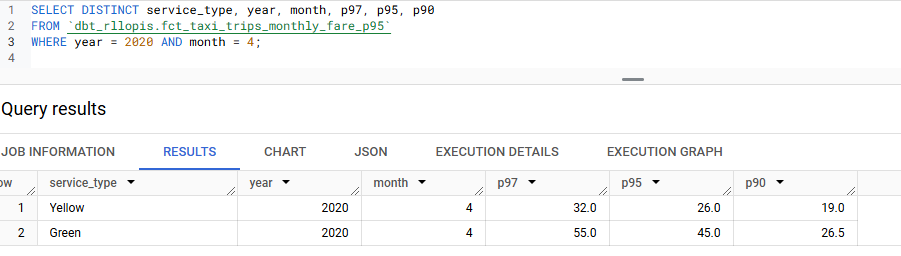 1 SELECT DISTINCT service_type, year, month, p97, p95, p90
2 FROM `dbt_rllopis.fct_taxi_trips_monthly_fare_p95`
3 WHERE year = 2020 AND month = 4;
4
Query results
JOB INFORMATION RESULTS CHART JSON EXECUTION DETAILS EXECUTION GRAPH
ow service_type year month p97 p95 p90
1 Yellow 2020 4 32.0 26.0 19.0
2 Green 2020 4 55.0 45.0 26.5